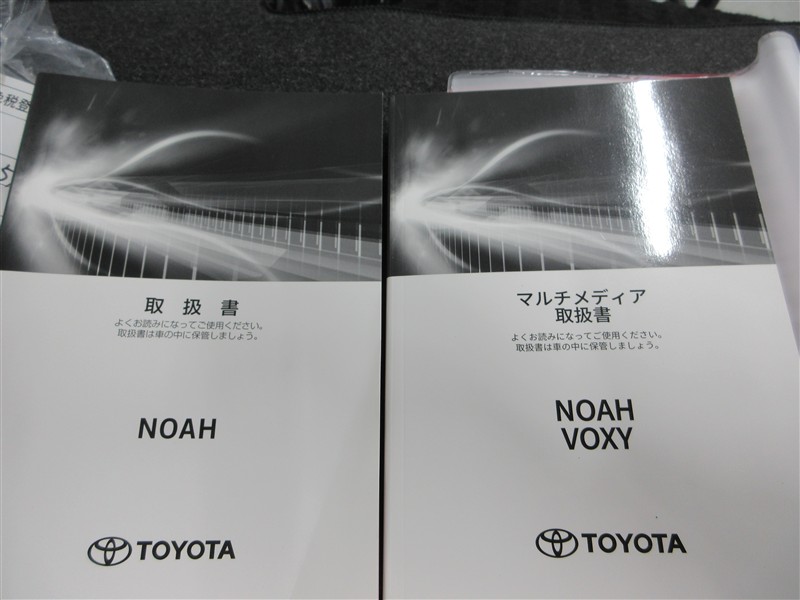 取扱書
よくお読みになってご使用ください。
取扱書は車の中に保管しましょう。
NOAH
TOYOTA
マルチメディア
取扱書
よくお読みになってご使用ください。
取扱書は車の中に保管しましょう。
NOAH
VOXY
TOYOTA